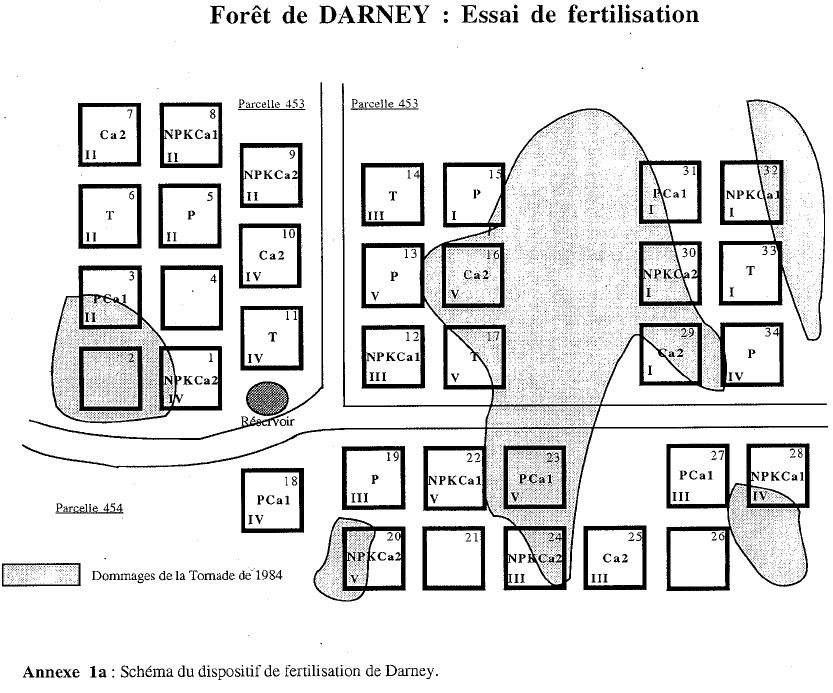 Forêt de DARNEY : Essai de fertilisation
Parcelle 453
Parcelle 453
7
Ca2
II
8
NPKCa1
II
9
NPKCa2
II
6
T
II
5
P
II
10
Ca2
IV
3
PCa1
II
4
11
T
IV
2
1
NPKCa2
IV
Réservoir
14
T
III
15
P
I
31
PCa1
I
32
NPKCa1
I
13
P
V
16
Ca2
V
30
NPKCa2
I
33
T
I
12
NPKCa1
III
17
T
V
29
Ca2
I
34
P
IV
18
PCa1
IV
19
P
III
22
NPKCa1
V
23
PCa1
V
27
PCa1
III
28
NPKCa1
IV
Parcelle 454
20
NPKCa2
V
21
24
NPKCa2
III
25
Ca2
III
26
Dommages de la Tornade de 1984
Annexe 1a : Schéma du dispositif de fertilisation de Darney.